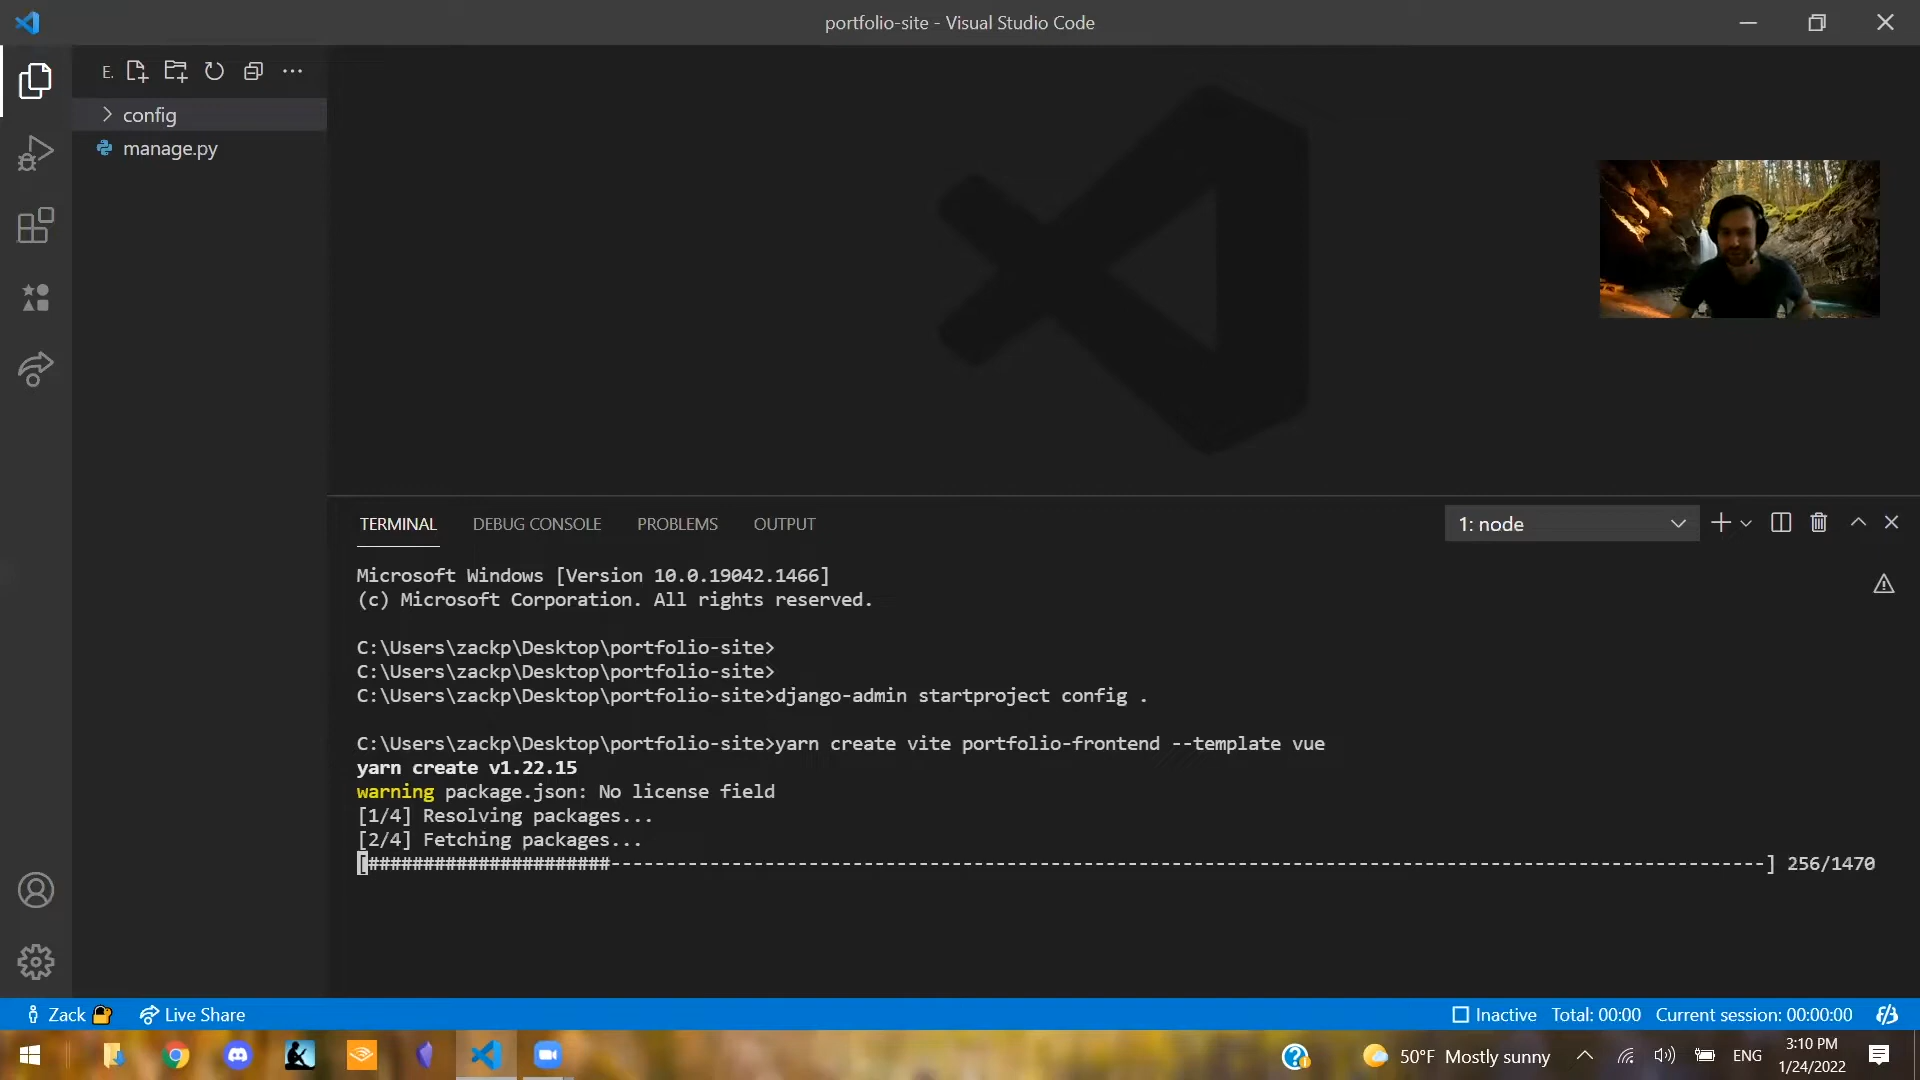 portfolio-site - Visual Studio Code
E.
config
manage.py
TERMINAL
DEBUG CONSOLE
PROBLEMS
OUTPUT
1: node
Microsoft Windows [Version 10.0.19042.1466]
(c) Microsoft Corporation. All rights reserved.
C:\Users\zackp\Desktop\portfolio-site>
C:\Users\zackp\Desktop\portfolio-site>
C:\Users\zackp\Desktop\portfolio-site>django-admin startproject config .
C:\Users\zackp\Desktop\portfolio-site>yarn create vite portfolio-frontend --template vue
yarn create v1.22.15
warning package.json: No license field
[1/4] Resolving packages...
[2/4] Fetching packages...
[######################---------------------------------------------------------------------------------------------------------] 256/1470
Zack
Live Share
Inactive
Total: 00:00
Current session: 00:00:00
50°F Mostly sunny
ENG
3:10 PM
1/24/2022